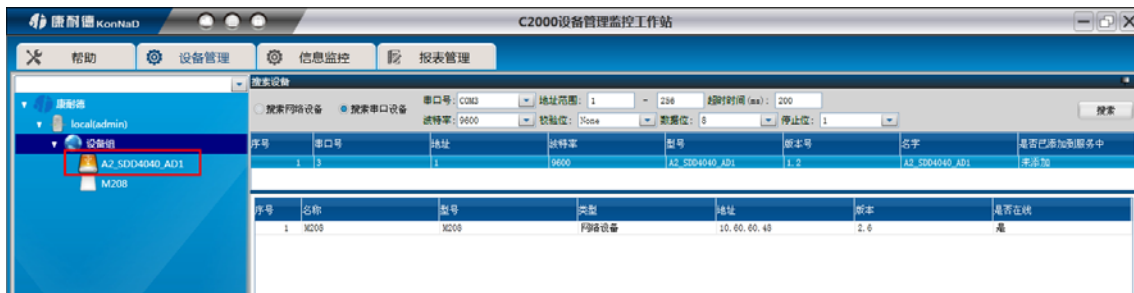 康耐德 KonNaD C2000设备管理监控工作站
帮助 设备管理 信息监控 报表管理
搜索设备
康耐德
local(admin)
设备组
A2_SDD4040_AD1
M208
搜索网络设备 搜索串口设备 串口号: COM3 地址范围: 1 - 256 超时时间(ms): 200
波特率: 9600 校验位: None 数据位: 8 停止位: 1 搜索
序号 串口号 地址 波特率 型号 版本号 名字 是否已添加到服务中
1 3 1 9600 A2_SDD4040_AD1 1.2 A2_SDD4040_AD1 未添加
序号 名称 型号 类型 地址 版本 是否在线
1 M208 M208 网络设备 10.60.60.48 2.6 是